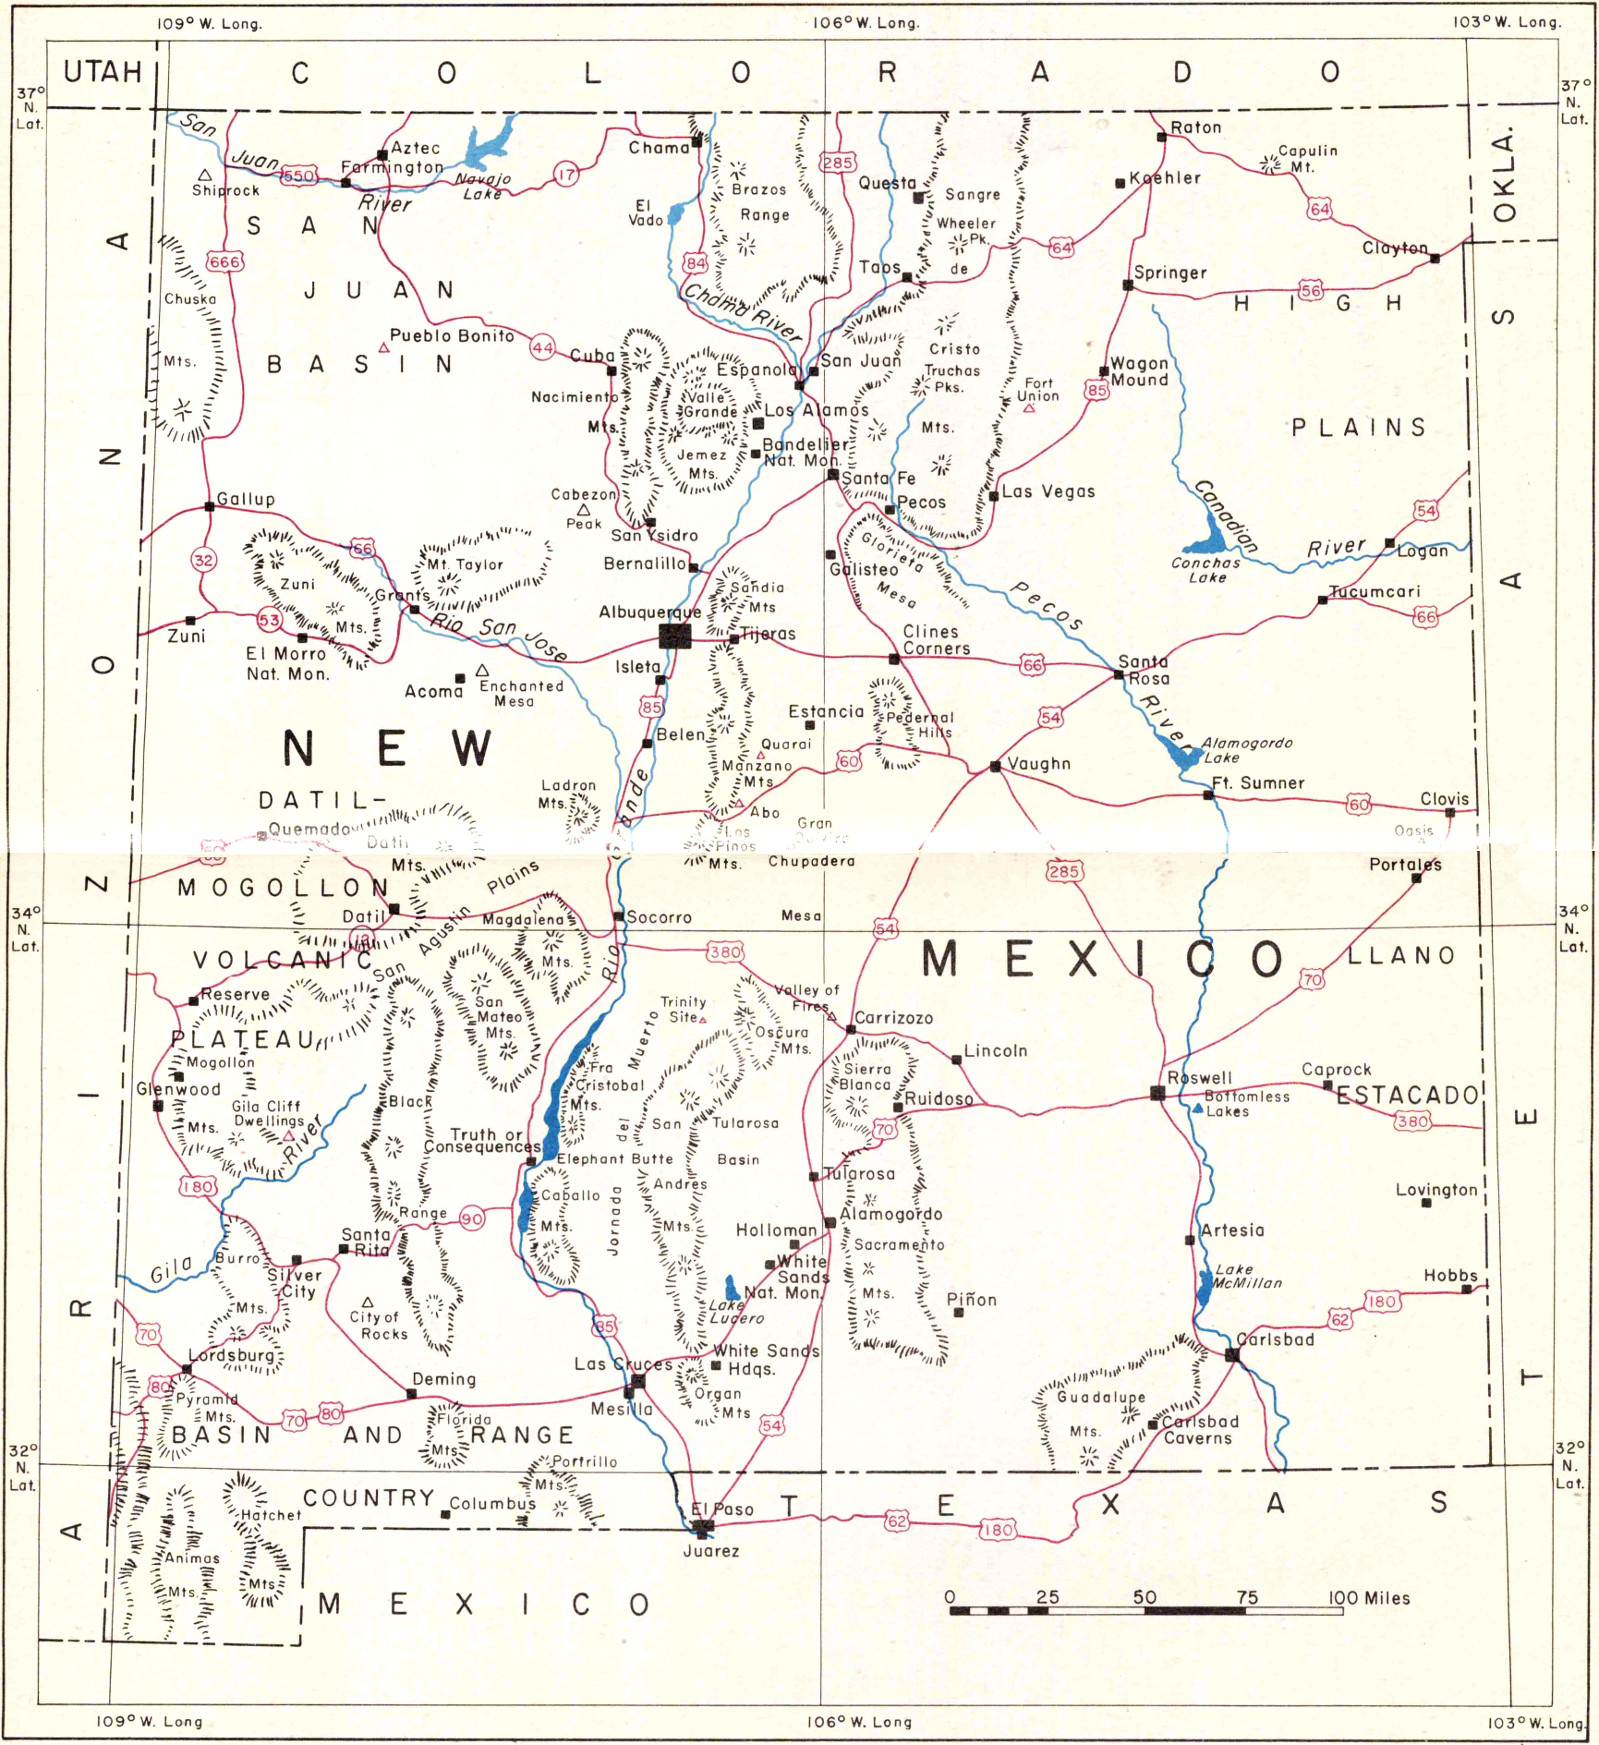 109° W. Long.
106° W. Long.
103° W. Long.
UTAH
COLORADO
37°
N.
Lat.
37°
N.
Lat.
OKLA.
San
Juan
River
550
Aztec
Farmington
Shiprock
Navajo
Lake
17
Chama
285
Brazos
Range
El
Vado
84
Questa
Sangre
Wheeler
Pk.
de
Taos
64
Raton
Koehler
Capulin
Mt.
64
Clayton
Springer
56
HIGH
SAN
JUAN
BASIN
666
Chuska
Mts.
Pueblo Bonito
44
Cuba
Nacimiento
Mts.
Chama River
Espanola
San Juan
Valle
Grande
Los Alamos
Bandelier
Nat. Mon.
Jemez
Mts.
Cristo
Truchas
Pks.
Mts.
Fort
Union
85
Wagon
Mound
PLAINS
Santa Fe
Pecos
Las Vegas
Gallup
Cabezon
Peak
San Ysidro
Canadian
River
54
Logan
Conchas
Lake
Tucumcari
66
32
66
Zuni
Mts.
Mt. Taylor
Bernalillo
Sandia
Mts
Galisteo
Glorieta
Mesa
Pecos
River
Grants
Rio San Jose
Albuquerque
Tijeras
Zuni
53
El Morro
Nat. Mon.
Isleta
Clines
Corners
66
Santa
Rosa
Acoma
Enchanted
Mesa
85
Belen
Estancia
Pedernal
Hills
54
Quarai
Manzano
Mts
60
Vaughn
Alamogordo
Lake
Ft. Sumner
60
Clovis
Oasis
NEW
DATIL-
Quemado
Datil
Mts.
Ladron
Mts.
Abo
Los
Pinos
Mts.
Gran
Chupadera
Portales
285
MOGOLLON
Plains
34°
N.
Lat.
Datil
12
Agustin
Magdalena
Mts.
Socorro
Mesa
54
34°
N.
Lat.
VOLCANIC
San
Rio Grande
380
MEXICO
LLANO
70
Reserve
San
Mateo
Mts.
Trinity
Site
Valley of
Fires
PLATEAU
Oscura
Mts.
Carrizozo
Lincoln
Mogollon
Glenwood
Mts.
Gila Cliff
Dwellings
River
Black
Range
Fra
Cristobal
Mts.
Muerto
del
Jornada
Sierra
Blanca
Ruidoso
70
Roswell
Bottomless
Lakes
Caprock
ESTACADO
380
Truth or
Consequences
Elephant Butte
San
Andres
Mts.
Tularosa
Basin
Tularosa
180
Caballo
Mts.
90
Lovington
Holloman
Alamogordo
Artesia
Santa
Rita
Gila
Burro
Mts.
Silver
City
White
Sands
Nat. Mon.
Sacramento
Mts.
Lake
McMillan
Hobbs
Lake
Lucero
Piñon
180
62
City of
Rocks
70
85
Carlsbad
Lordsburg
Las Cruces
White Sands
Hdqs.
80
Deming
Pyramid
Mts.
70
80
Mesilla
Organ
Mts
Guadalupe
Mts.
Carlsbad
Caverns
54
BASIN AND RANGE
Florida
Mts.
32°
N.
Lat.
32°
N.
Lat.
Portrillo
Mts.
COUNTRY
Columbus
Hatchet
Mts
Animas
Mts.
El Paso
Juarez
TEXAS
62
180
MEXICO
ARIZONA
TEXAS
0 25 50 75 100 Miles
109° W. Long
106° W. Long
103° W. Long.